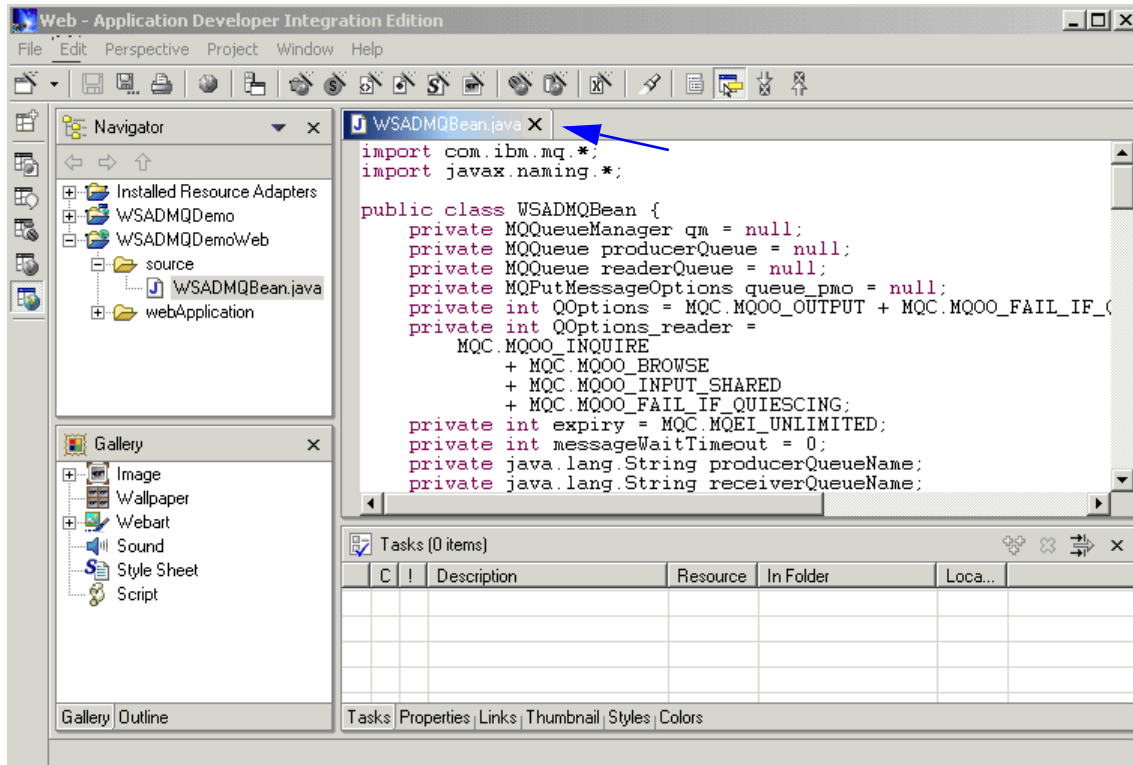 Web - Application Developer Integration Edition
File Edit Perspective Project Window Help
Navigator
Installed Resource Adapters
WSADMQDemo
WSADMQDemoWeb
source
WSADMQBean.java
webApplication
Gallery
Image
Wallpaper
Webart
Sound
Style Sheet
Script
Gallery Outline
WSADMQBean.java
import com.ibm.mq.*;
import javax.naming.*;
public class WSADMQBean {
private MQQueueManager qm = null;
private MQQueue producerQueue = null;
private MQQueue readerQueue = null;
private MQPutMessageOptions queue_pmo = null;
private int QOptions = MQC.MQOO_OUTPUT + MQC.MQOO_FAIL_IF_
private int QOptions_reader =
MQC.MQOO_INQUIRE
+ MQC.MQOO_BROWSE
+ MQC.MQOO_INPUT_SHARED
+ MQC.MQOO_FAIL_IF_QUIESCING;
private int expiry = MQC.MQEI_UNLIMITED;
private int messageWaitTimeout = 0;
private java.lang.String producerQueueName;
private java.lang.String receiverQueueName;
Tasks (0 items)
C ! Description Resource In Folder Loca...
Tasks Properties Links Thumbnail Styles Colors